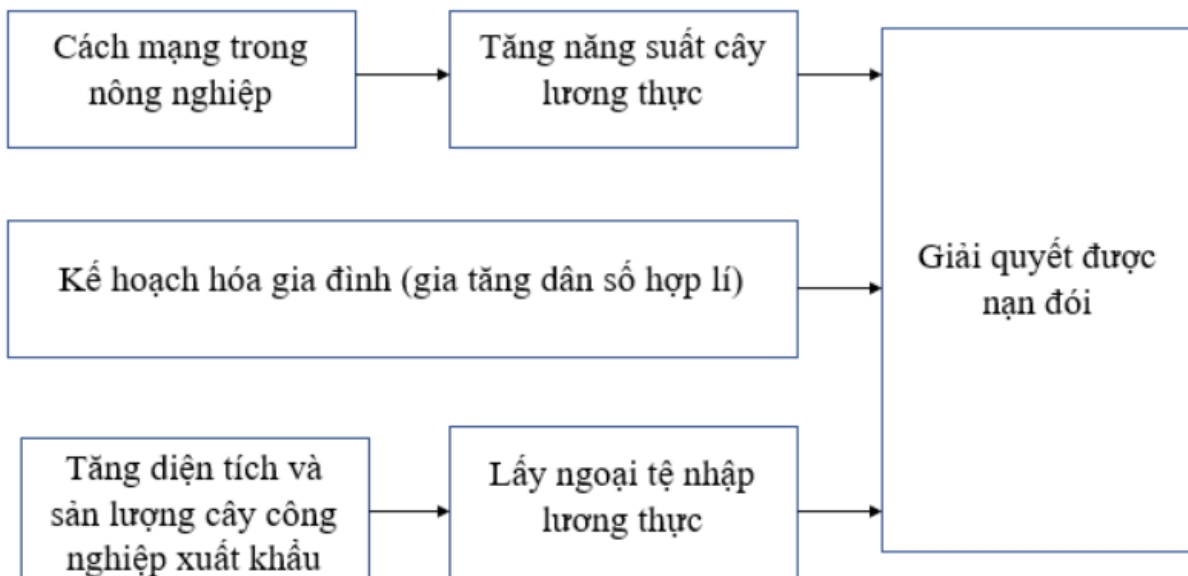 Cách mạng trong
nông nghiệp
Tăng năng suất cây
lương thực
Kế hoạch hóa gia đình (gia tăng dân số hợp lí)
Tăng diện tích và
sản lượng cây công
nghiệp xuất khẩu
Lấy ngoại tệ nhập
lương thực
Giải quyết được
nạn đói